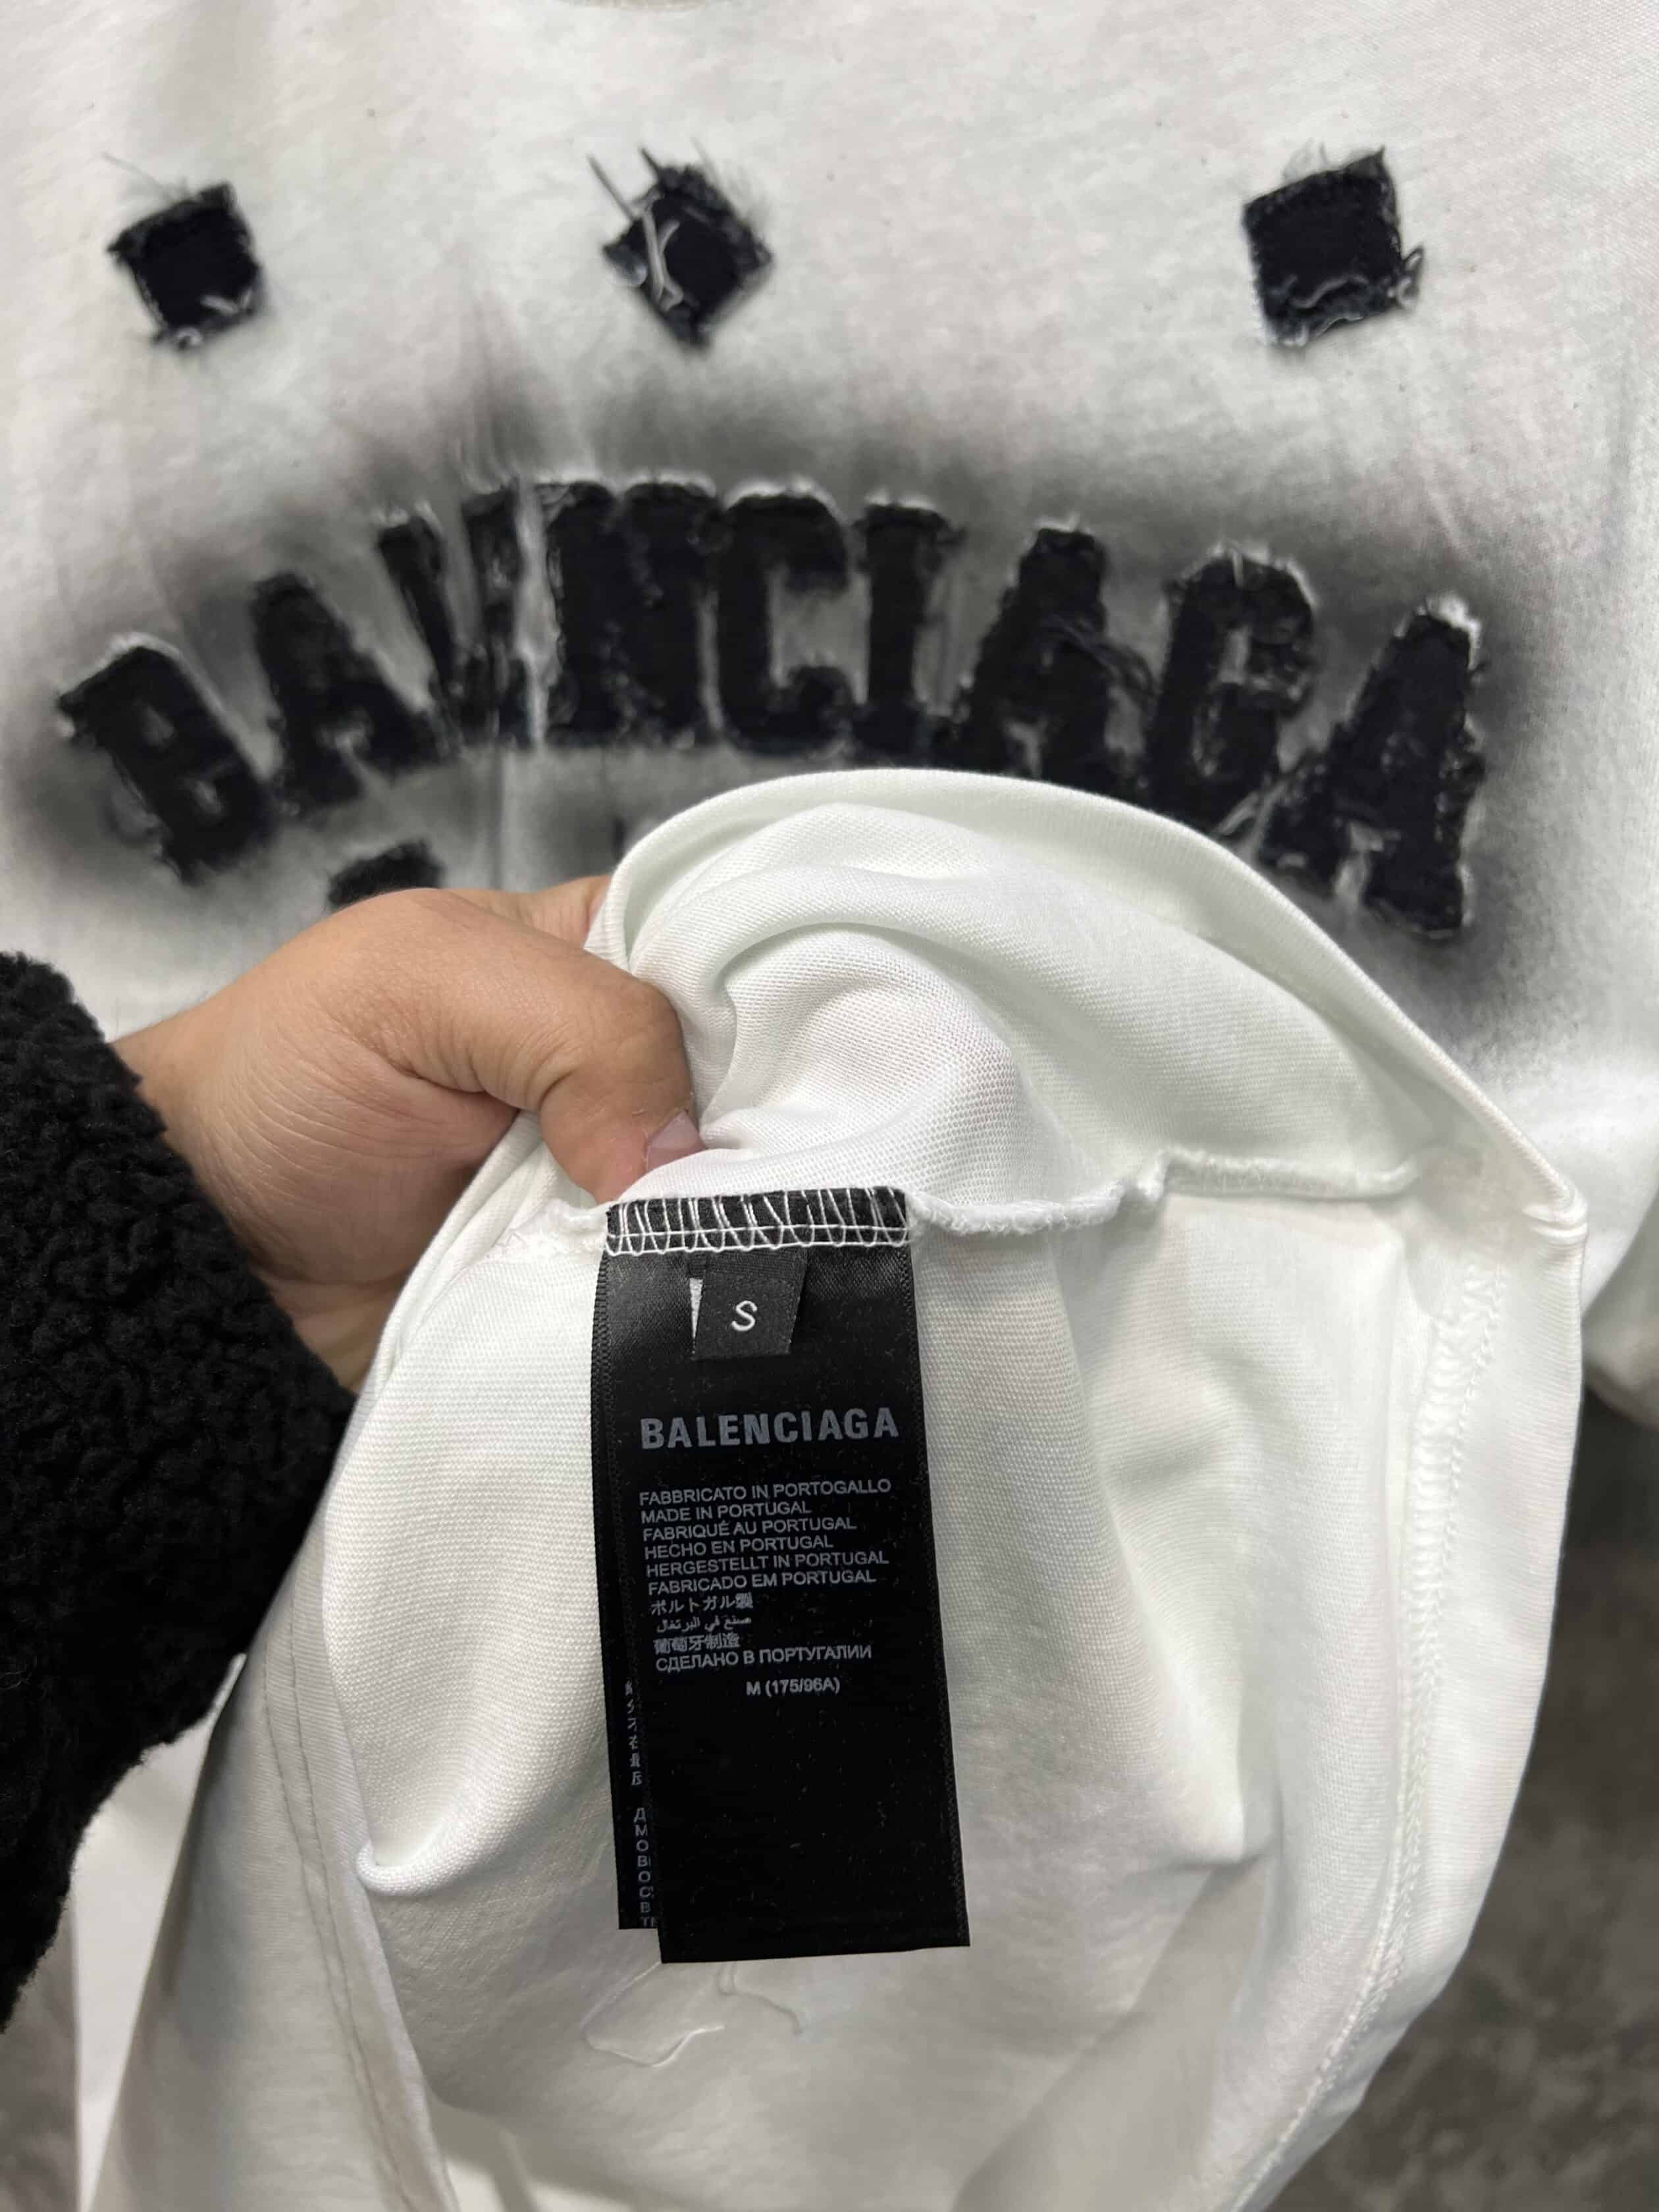 BALENCIAGA
S
BALENCIAGA
FABBRICATO IN PORTOGALLO
MADE IN PORTUGAL
FABRIQUÉ AU PORTUGAL
HECHO EN PORTUGAL
HERGESTELLT IN PORTUGAL
FABRICADO EM PORTUGAL
ポルトガル製
صنع في البرتغال
葡萄牙制造
СДЕЛАНО В ПОРТУГАЛИИ
M (175/96A)